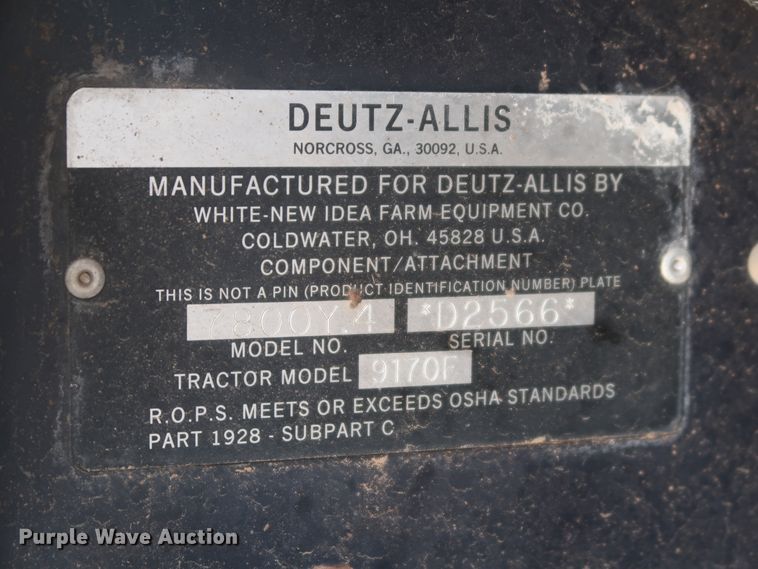 DEUTZ-ALLIS
NORCROSS, GA., 30092, U.S.A.
MANUFACTURED FOR DEUTZ-ALLIS BY
WHITE-NEW IDEA FARM EQUIPMENT CO.
COLDWATER, OH. 45828 U.S.A.
COMPONENT/ATTACHMENT
THIS IS NOT A PIN (PRODUCT IDENTIFICATION NUMBER) PLATE
7800Y.4 *D2566*
MODEL NO. SERIAL NO.
TRACTOR MODEL 9170F
R.O.P.S. MEETS OR EXCEEDS OSHA STANDARDS
PART 1928 - SUBPART C
Purple Wave Auction